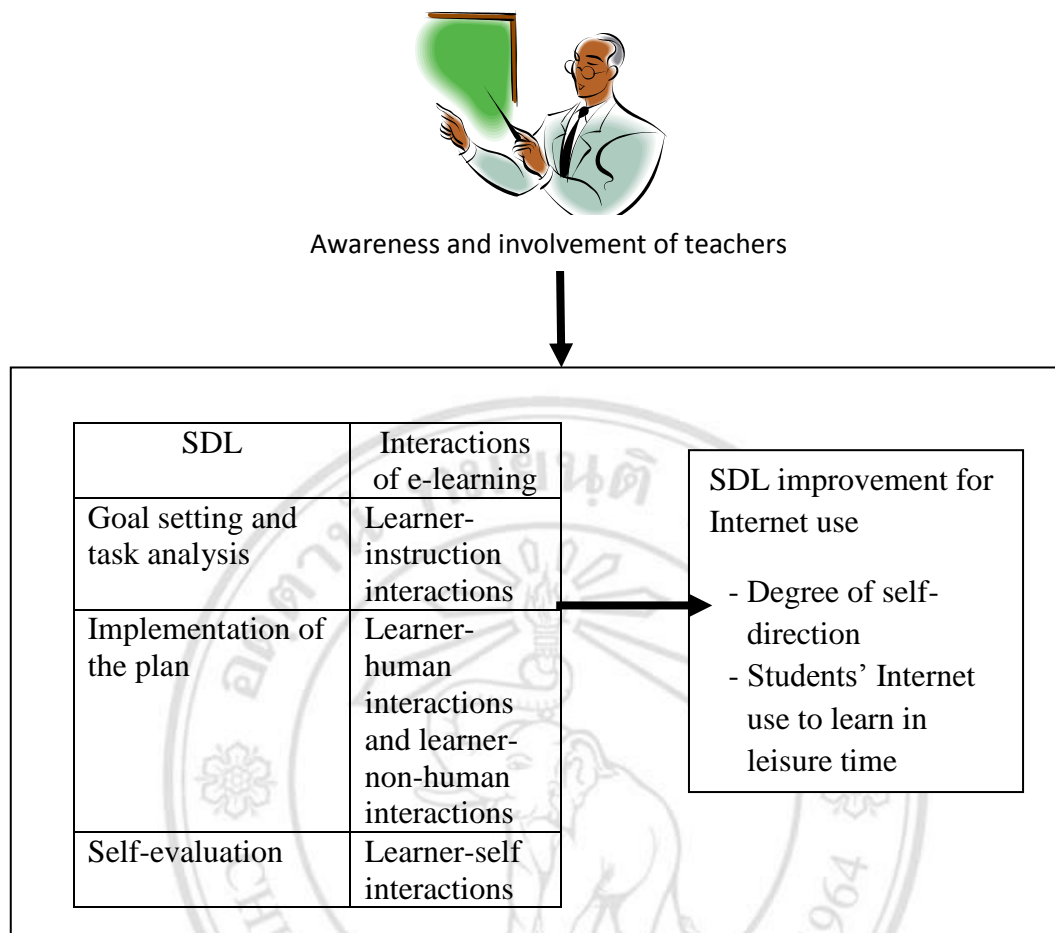 Awareness and involvement of teachers
SDL
Interactions
of e-learning
Goal setting and
task analysis
Learner-
instruction
interactions
Implementation of
the plan
Learner-
human
interactions
and learner-
non-human
interactions
Self-evaluation
Learner-self
interactions
SDL improvement for
Internet use
- Degree of self-
direction
- Students’ Internet
use to learn in
leisure time
1964